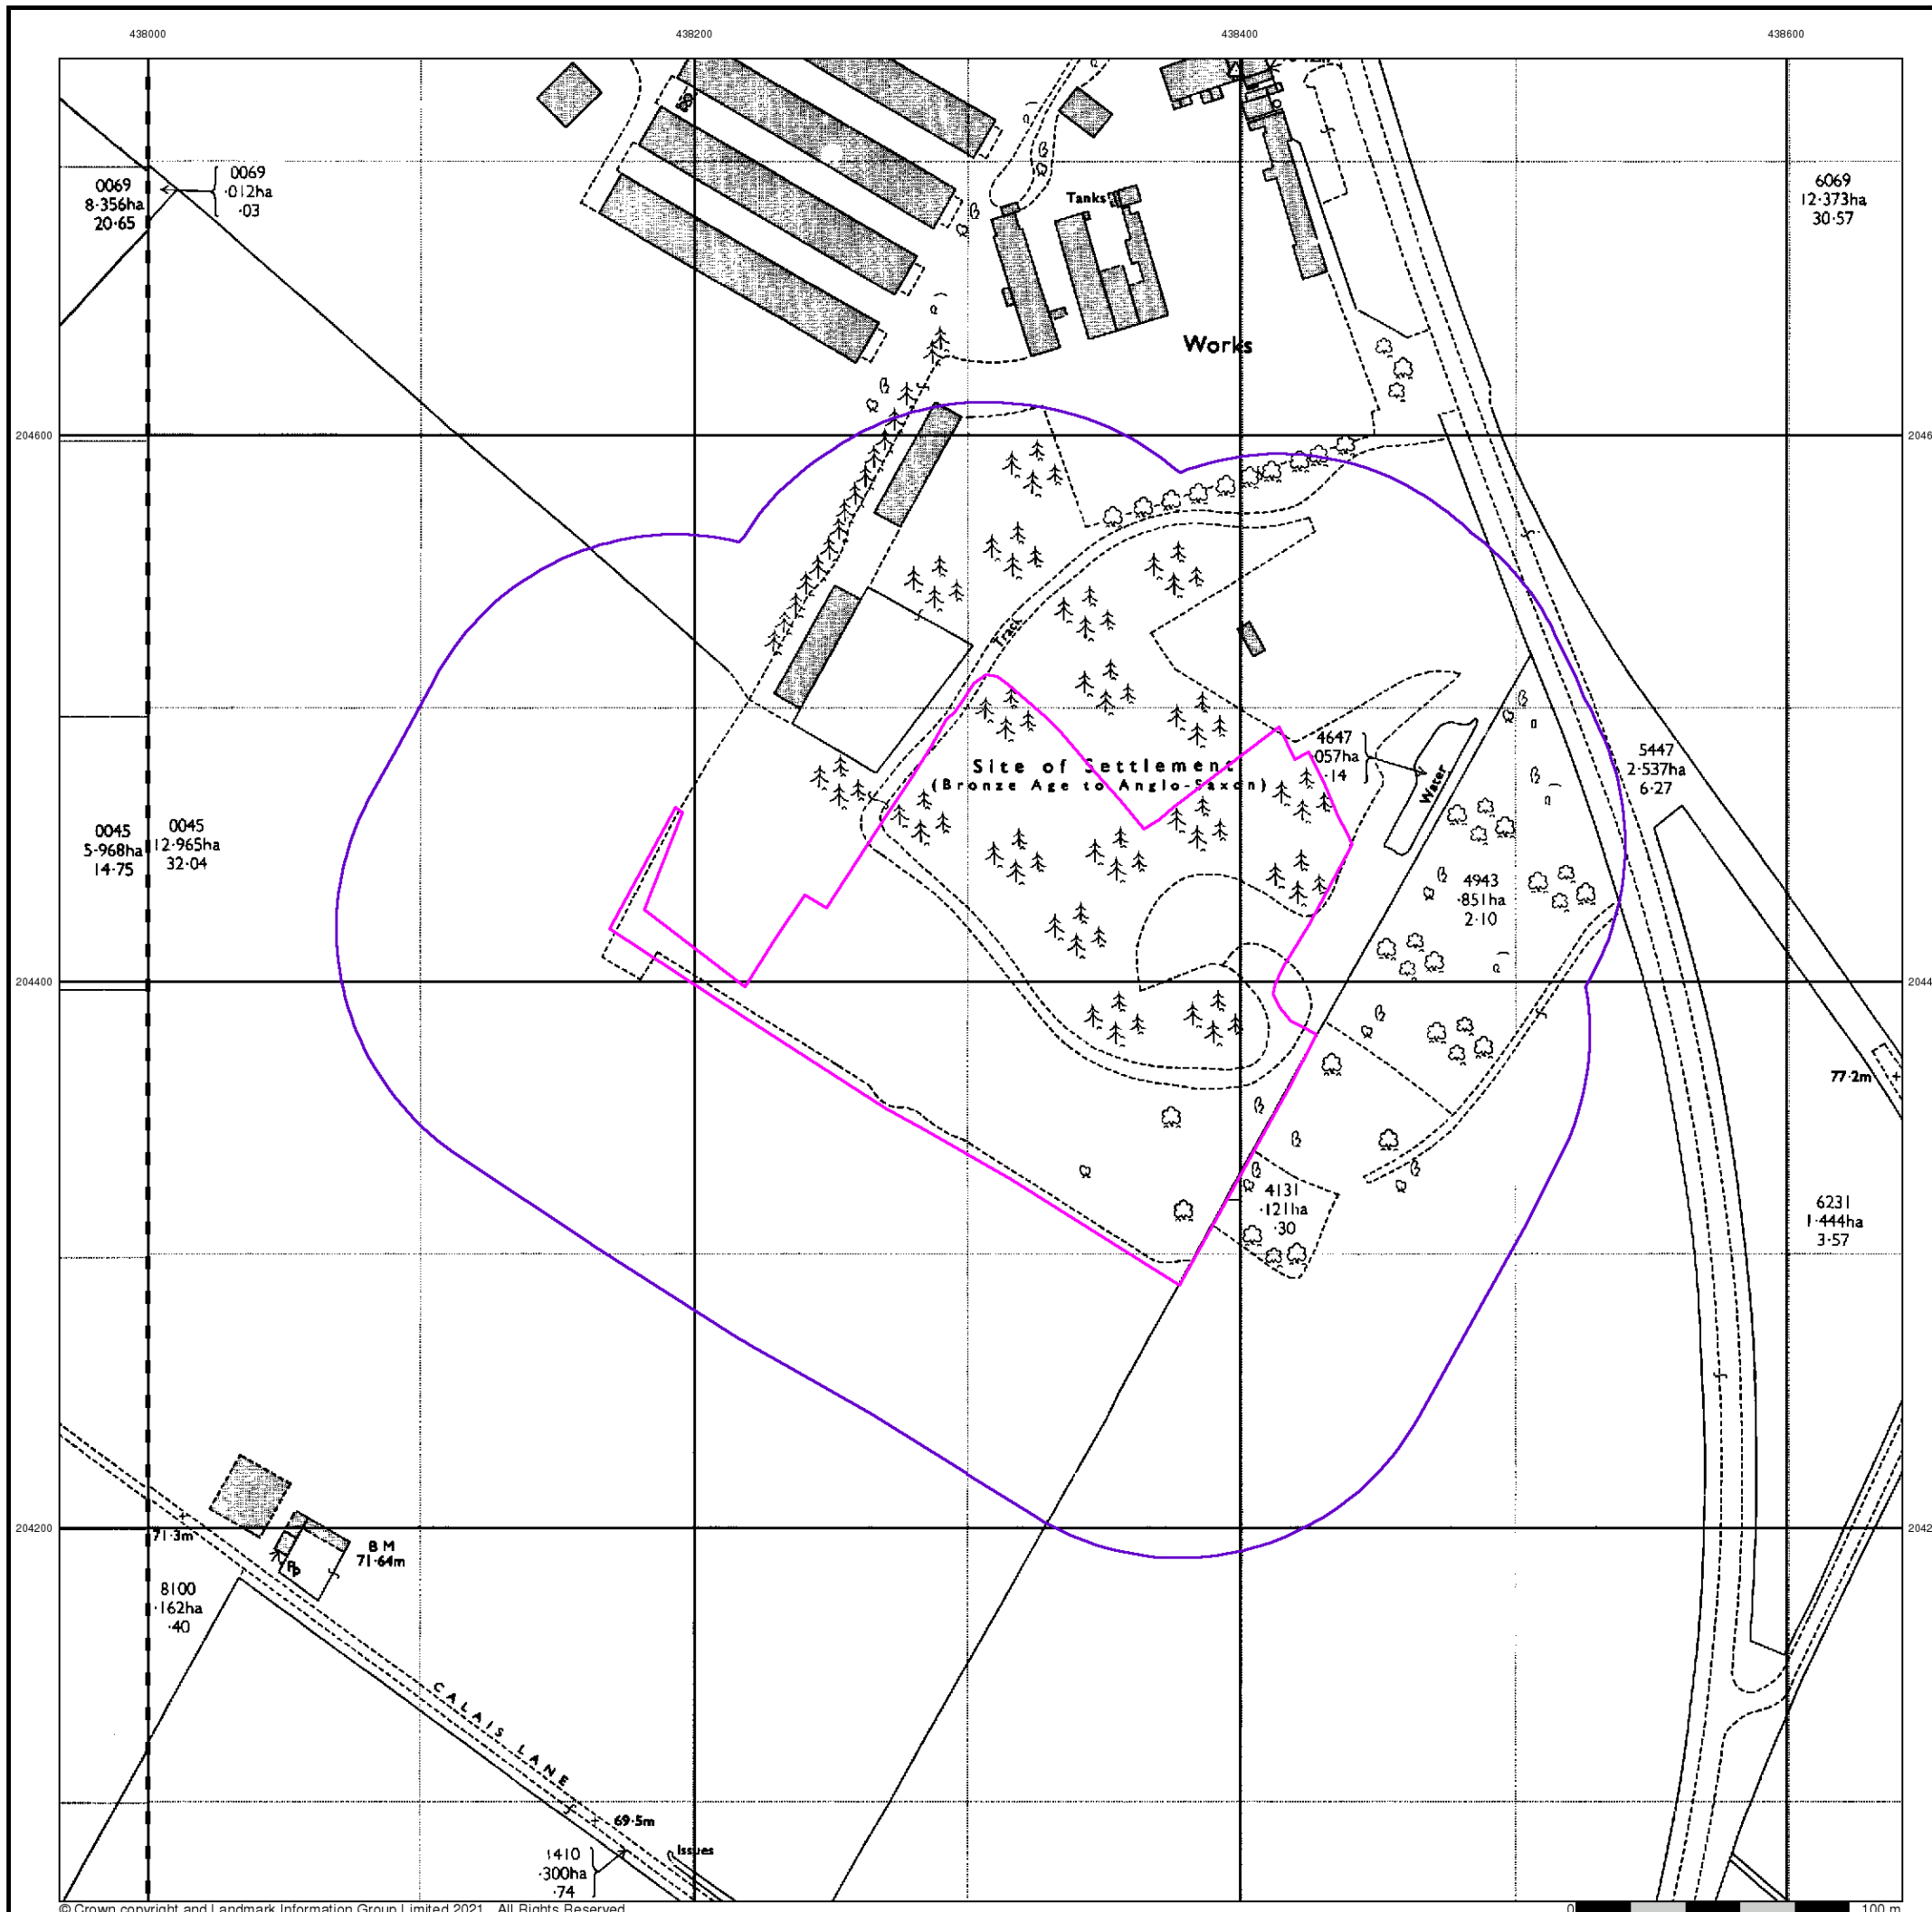 438000
438200
438400
438600
0069
8·356ha
20·65
0069
·012ha
·03
Tanks
6069
12·373ha
30·57
Works
204600
Track
4647
·057ha
·14
Water
5447
2·537ha
6·27
Site of Settlement
(Bronze Age to Anglo-Saxon)
0045
5·968ha
14·75
0045
12·965ha
32·04
4943
·851ha
2·10
204400
77·2m
4131
·121ha
·30
6231
1·444ha
3·57
204200
71·3m
B M
71·64m
8100
·162ha
·40
CALAIS LANE
69·5m
1410
·300ha
·74
Issues
© Crown copyright and Landmark Information Group Limited 2021. All Rights Reserved.
0
100 m